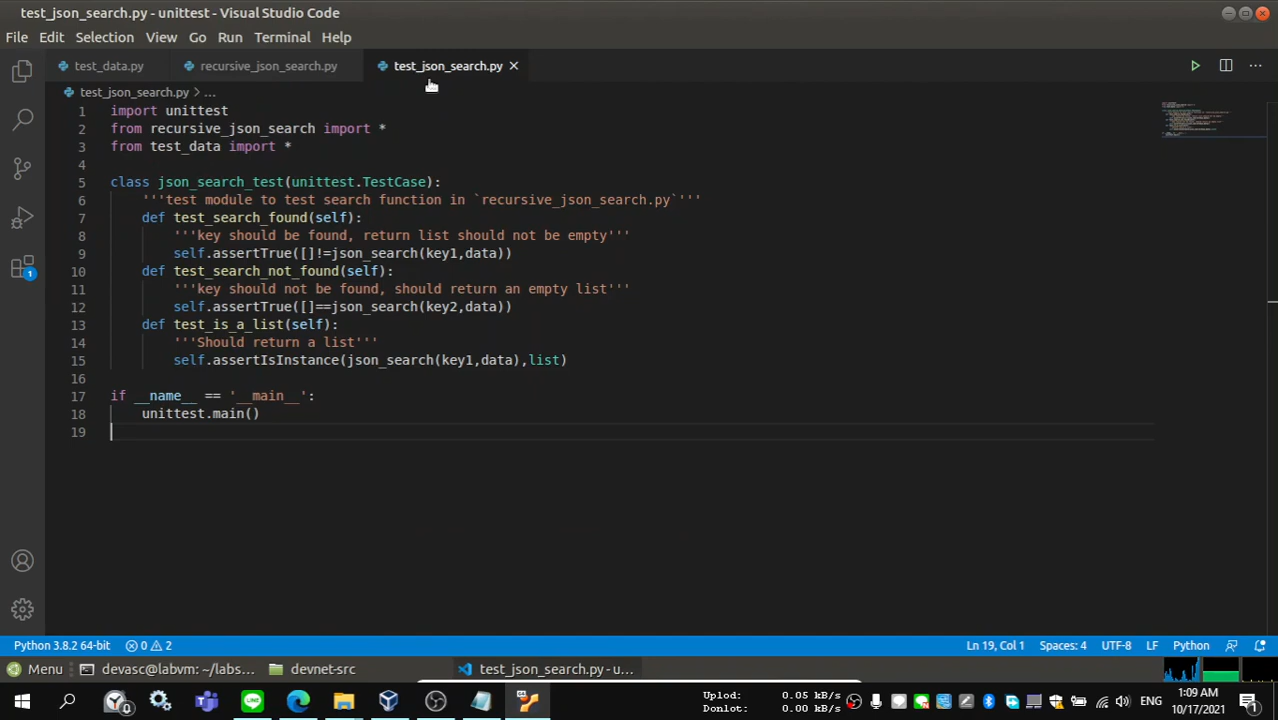 test_json_search.py - unittest - Visual Studio Code
File Edit Selection View Go Run Terminal Help
test_data.py recursive_json_search.py test_json_search.py
test_json_search.py > ...
1 import unittest
2 from recursive_json_search import *
3 from test_data import *
4
5 class json_search_test(unittest.TestCase):
6 '''test module to test search function in `recursive_json_search.py`'''
7 def test_search_found(self):
8 '''key should be found, return list should not be empty'''
9 self.assertTrue([]!=json_search(key1,data))
10 def test_search_not_found(self):
11 '''key should not be found, should return an empty list'''
12 self.assertTrue([]==json_search(key2,data))
13 def test_is_a_list(self):
14 '''Should return a list'''
15 self.assertIsInstance(json_search(key1,data),list)
16
17 if __name__ == '__main__':
18 unittest.main()
19
1
Python 3.8.2 64-bit 0 2 Ln 19, Col 1 Spaces: 4 UTF-8 LF Python
Menu devasc@labvm: ~/labs... devnet-src test_json_search.py - u...
0 LINE Uplod: 0.05 kB/s ENG 1:09 AM
Donlot: 0.00 kB/s 10/17/2021 1